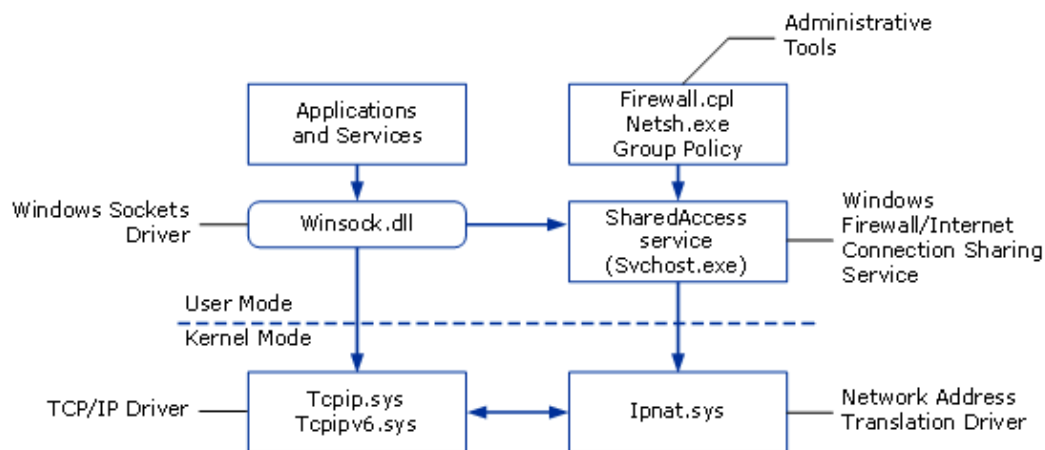 Administrative
Tools
Applications
and Services
Firewall.cpl
Netsh.exe
Group Policy
Windows Sockets
Driver
Winsock.dll
SharedAccess
service
(Svchost.exe)
Windows
Firewall/Internet
Connection Sharing
Service
User Mode
Kernel Mode
TCP/IP Driver
Tcpip.sys
Tcpipv6.sys
Ipnat.sys
Network Address
Translation Driver